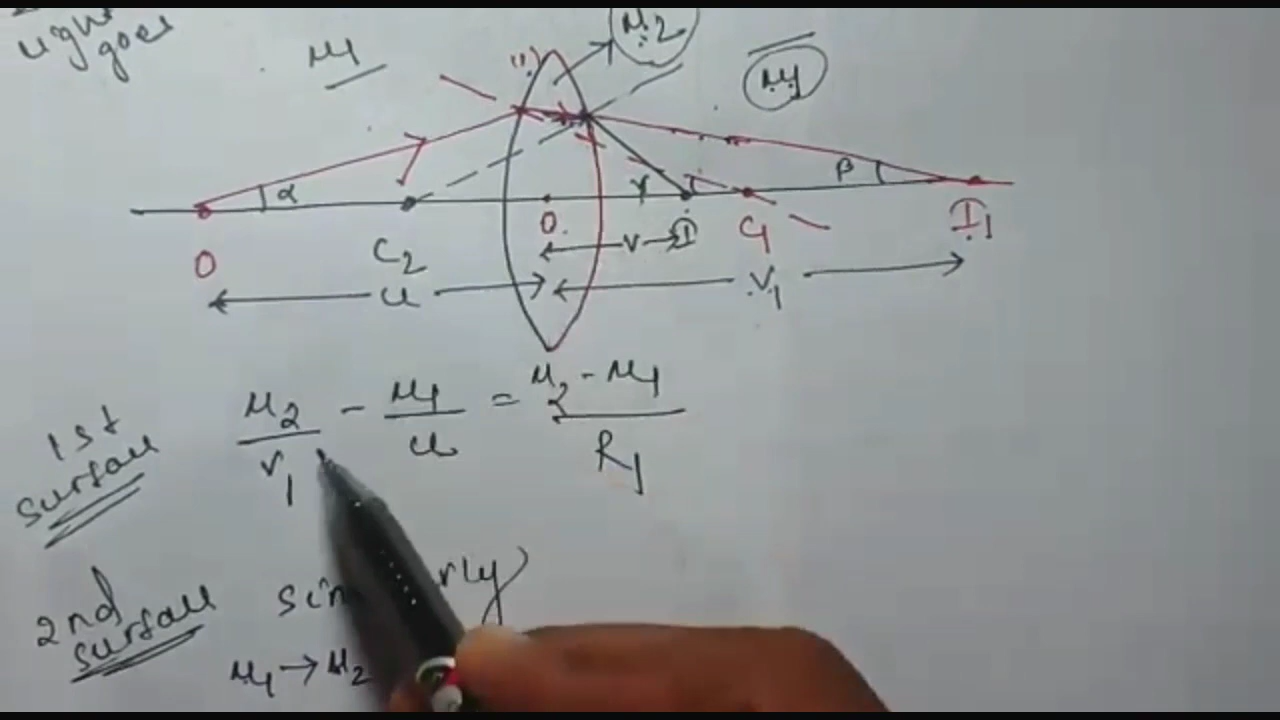 light
goes
μ1
(1)
μ2
μ1
α
γ
β
O
C2
O.
v
I
C1
I1
u
v1
1st
surface
μ2/v1 - μ1/u = μ2 - μ1/R1
2nd
surface
μ1 → μ2